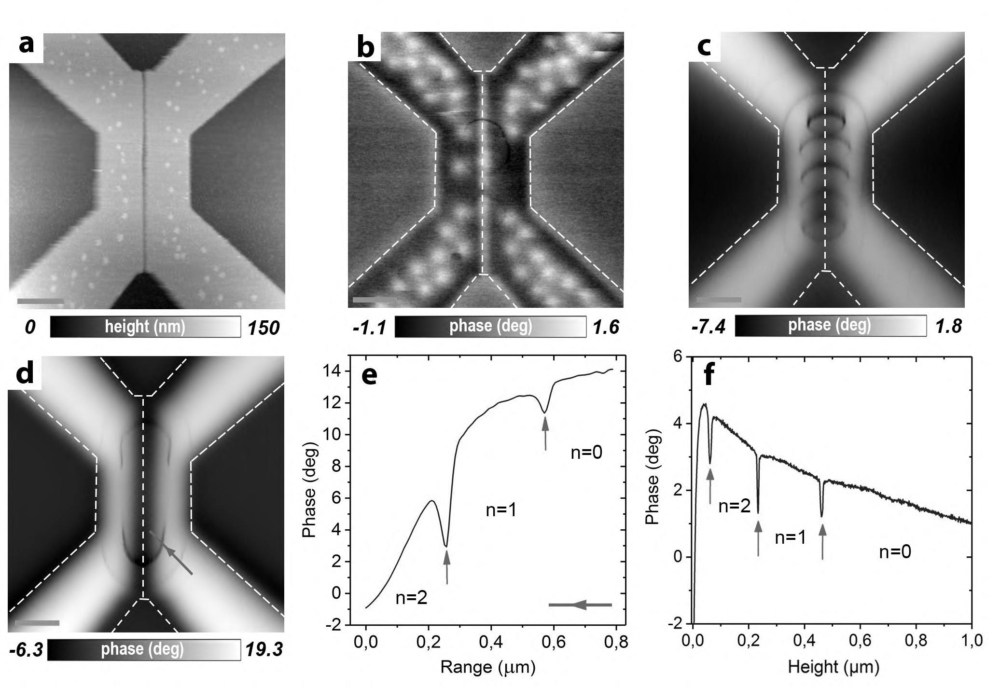 a
b
c
0 height (nm) 150
-1.1 phase (deg) 1.6
-7.4 phase (deg) 1.8
d
-6.3 phase (deg) 19.3
e
14
12
10
8
6
4
2
0
-2
Phase (deg)
n=0
n=1
n=2
0,0 0,2 0,4 0,6 0,8
Range (μm)
f
6
4
2
0
-2
Phase (deg)
n=2
n=1
n=0
0,0 0,2 0,4 0,6 0,8 1,0
Height (μm)